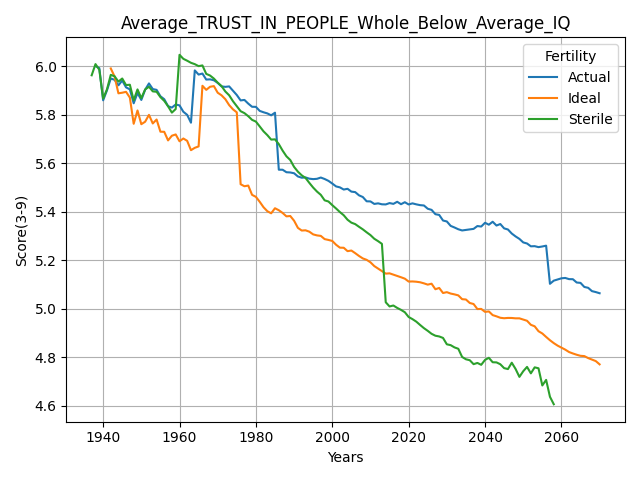 Average_TRUST_IN_PEOPLE_Whole_Below_Average_IQ
Fertility
Actual
Ideal
Sterile
Score(3-9)
6.0
5.8
5.6
5.4
5.2
5.0
4.8
4.6
1940 1960 1980 2000 2020 2040 2060
Years